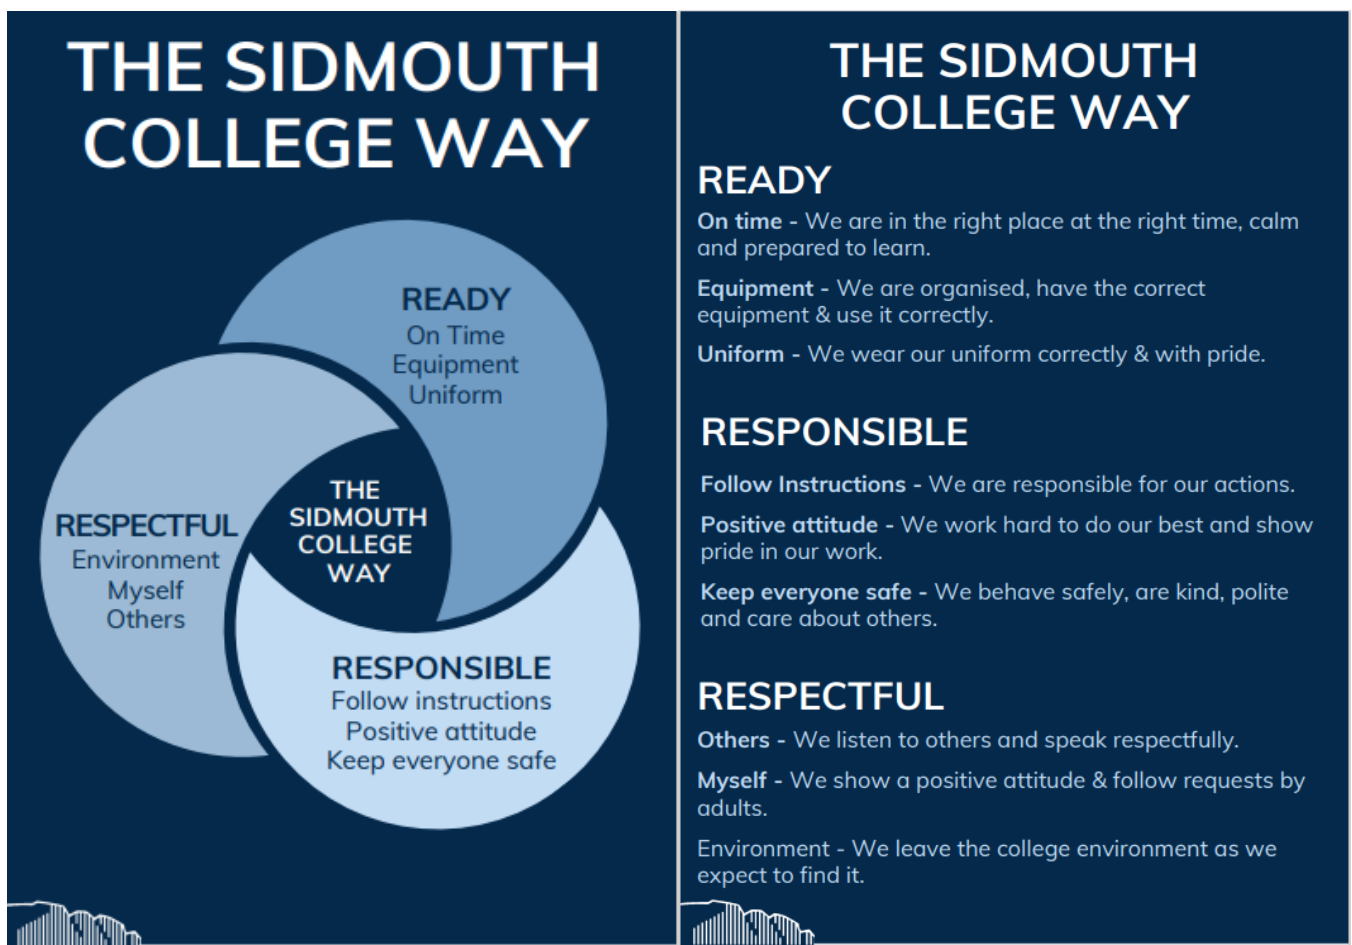 THE SIDMOUTH
COLLEGE WAY
READY
On Time
Equipment
Uniform
RESPECTFUL
Environment
Myself
Others
THE
SIDMOUTH
COLLEGE
WAY
RESPONSIBLE
Follow instructions
Positive attitude
Keep everyone safe
THE SIDMOUTH
COLLEGE WAY
READY
On time - We are in the right place at the right time, calm
and prepared to learn.
Equipment - We are organised, have the correct
equipment & use it correctly.
Uniform - We wear our uniform correctly & with pride.
RESPONSIBLE
Follow Instructions - We are responsible for our actions.
Positive attitude - We work hard to do our best and show
pride in our work.
Keep everyone safe - We behave safely, are kind, polite
and care about others.
RESPECTFUL
Others - We listen to others and speak respectfully.
Myself - We show a positive attitude & follow requests by
adults.
Environment - We leave the college environment as we
expect to find it.